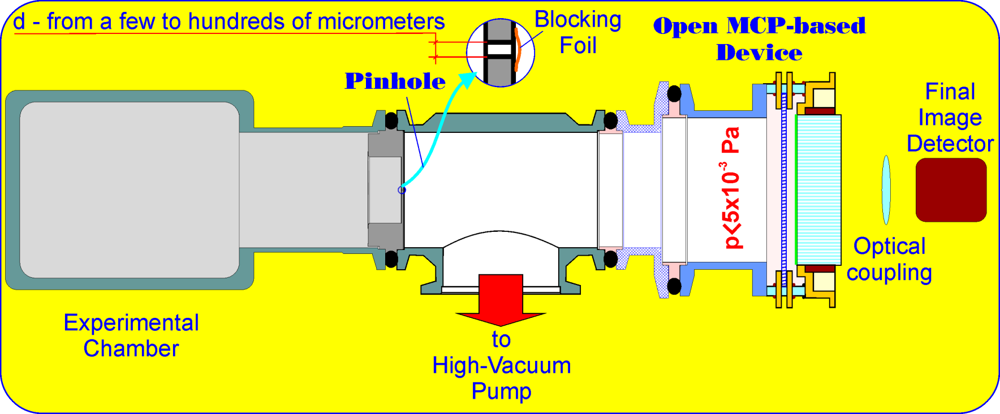 d - from a few to hundreds of micrometers
Blocking
Foil
Open MCP-based
Device
Pinhole
Final
Image
Detector
p<5x10⁻³ Pa
Optical
coupling
Experimental
Chamber
to
High-Vacuum
Pump